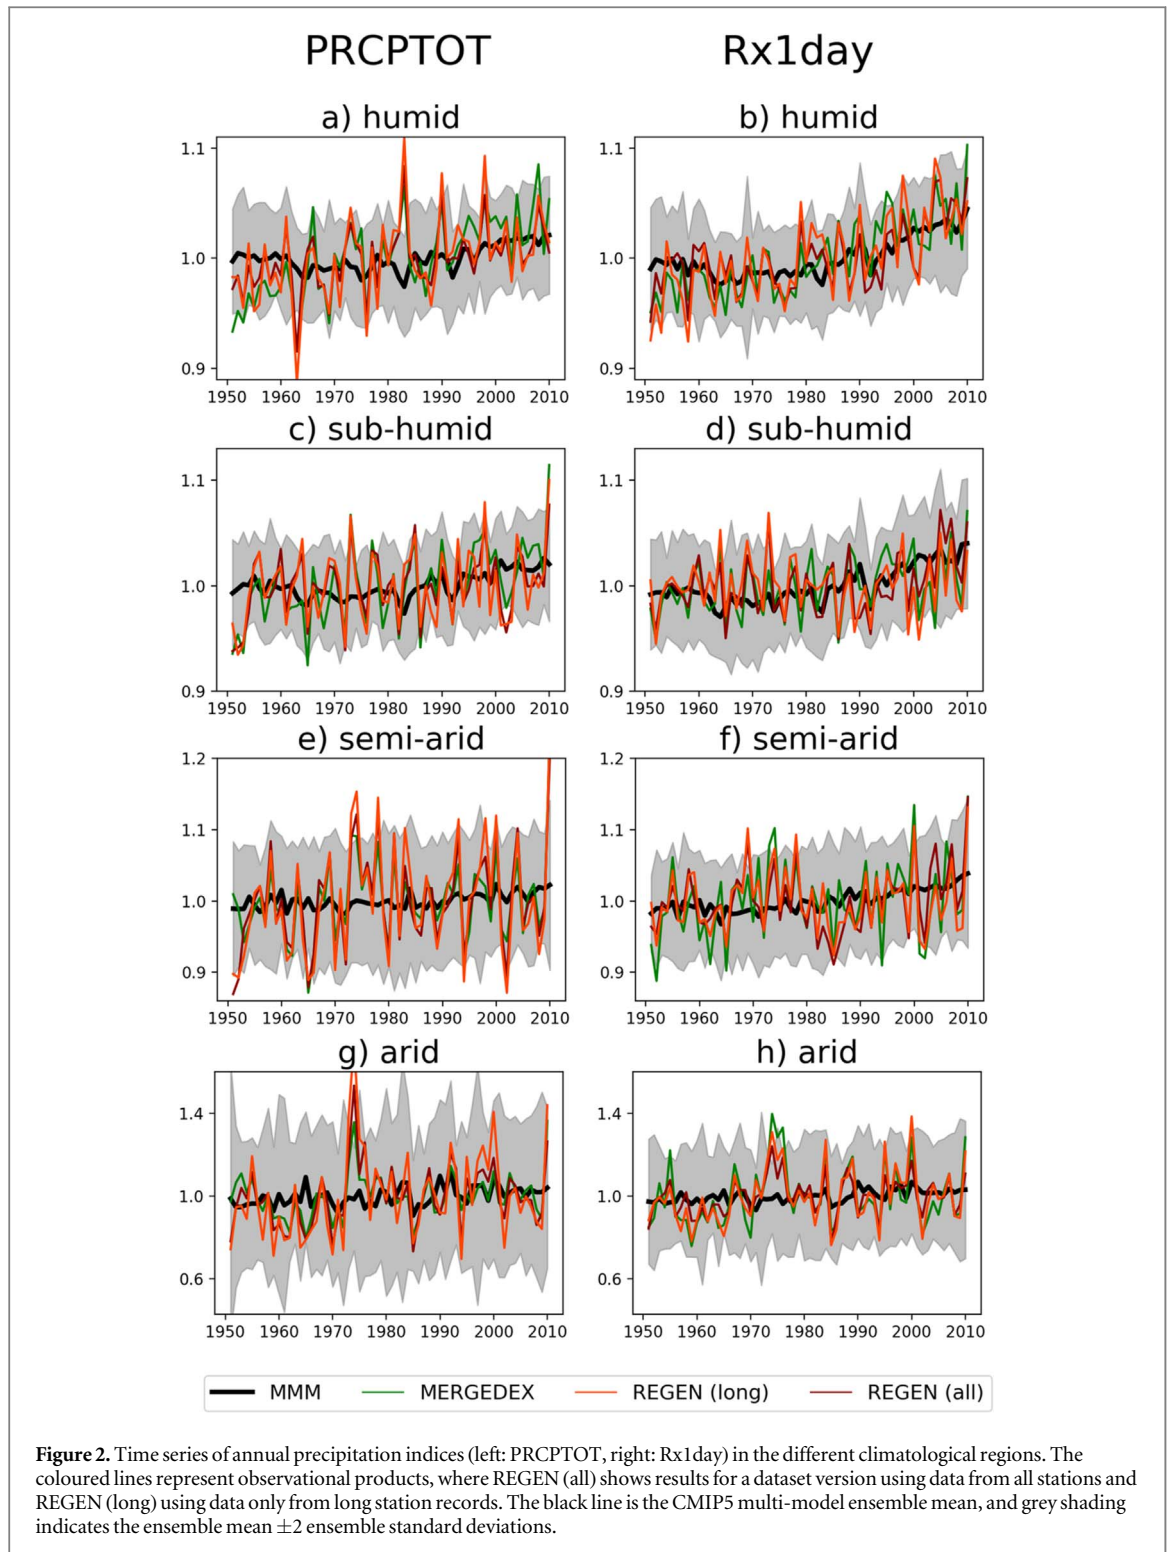 PRCPTOT Rx1day
a) humid
1.1
1.0
0.9
1950 1960 1970 1980 1990 2000 2010
b) humid
1.1
1.0
0.9
1950 1960 1970 1980 1990 2000 2010
c) sub-humid
1.1
1.0
0.9
1950 1960 1970 1980 1990 2000 2010
d) sub-humid
1.1
1.0
0.9
1950 1960 1970 1980 1990 2000 2010
e) semi-arid
1.2
1.1
1.0
0.9
1950 1960 1970 1980 1990 2000 2010
f) semi-arid
1.2
1.1
1.0
0.9
1950 1960 1970 1980 1990 2000 2010
g) arid
1.4
1.0
0.6
1950 1960 1970 1980 1990 2000 2010
h) arid
1.4
1.0
0.6
1950 1960 1970 1980 1990 2000 2010
MMM MERGEDEX REGEN (long) REGEN (all)
Figure 2. Time series of annual precipitation indices (left: PRCPTOT, right: Rx1day) in the different climatological regions. The
coloured lines represent observational products, where REGEN (all) shows results for a dataset version using data from all stations and
REGEN (long) using data only from long station records. The black line is the CMIP5 multi-model ensemble mean, and grey shading
indicates the ensemble mean ±2 ensemble standard deviations.